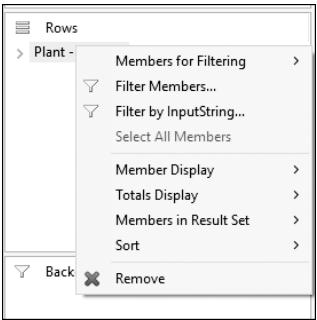 Rows
Plant -
Members for Filtering
Filter Members...
Filter by InputString...
Select All Members
Member Display
Totals Display
Members in Result Set
Sort
Back
Remove